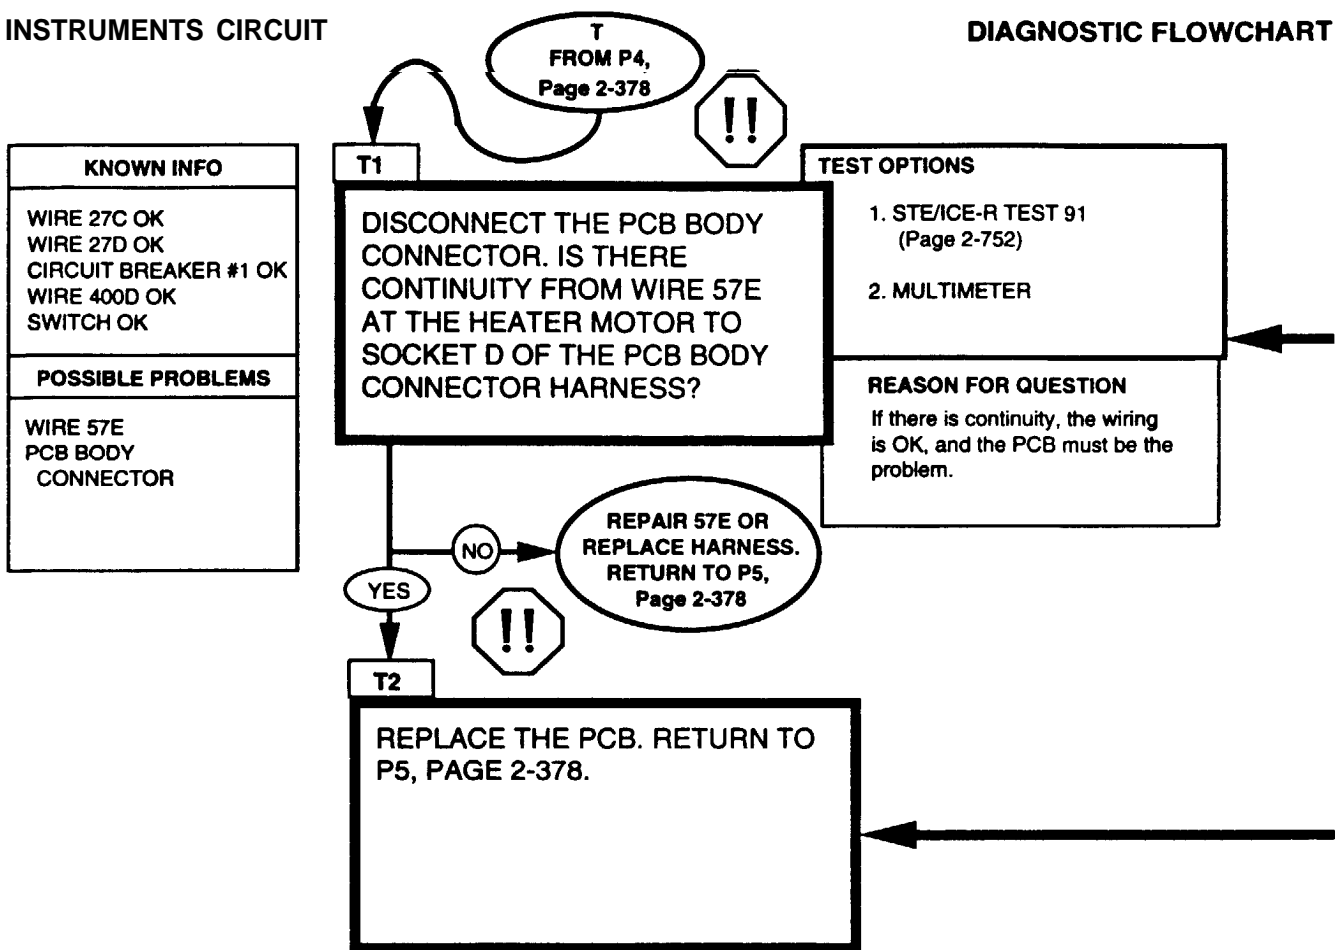 INSTRUMENTS CIRCUIT
DIAGNOSTIC FLOWCHART
T
FROM P4,
Page 2-378
!!
KNOWN INFO
WIRE 27C OK
WIRE 27D OK
CIRCUIT BREAKER #1 OK
WIRE 400D OK
SWITCH OK
POSSIBLE PROBLEMS
WIRE 57E
PCB BODY
CONNECTOR
T1
DISCONNECT THE PCB BODY
CONNECTOR. IS THERE
CONTINUITY FROM WIRE 57E
AT THE HEATER MOTOR TO
SOCKET D OF THE PCB BODY
CONNECTOR HARNESS?
TEST OPTIONS
1. STE/ICE-R TEST 91
(Page 2-752)
2. MULTIMETER
REASON FOR QUESTION
If there is continuity, the wiring
is OK, and the PCB must be the
problem.
NO
REPAIR 57E OR
REPLACE HARNESS.
RETURN TO P5,
Page 2-378
YES
!!
T2
REPLACE THE PCB. RETURN TO
P5, PAGE 2-378.